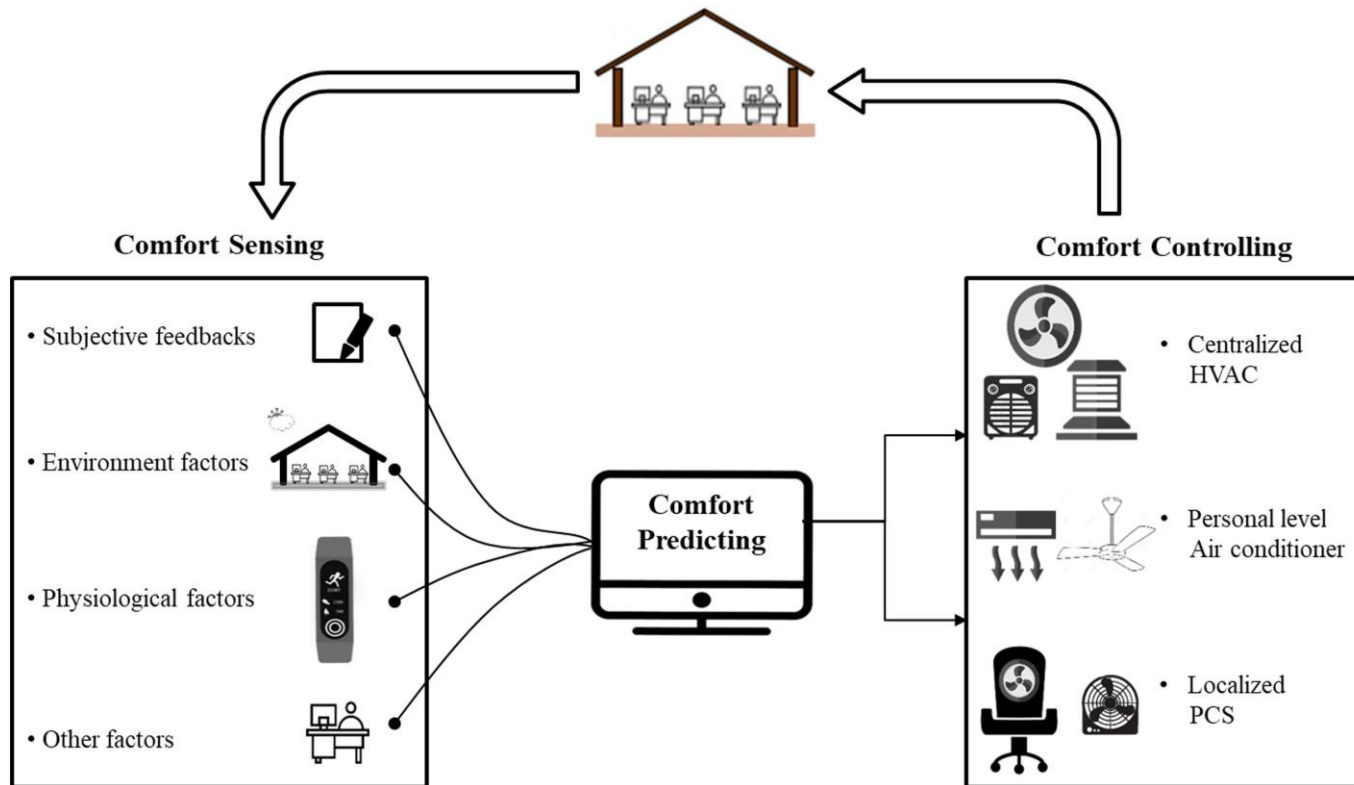 Comfort Sensing
• Subjective feedbacks
• Environment factors
• Physiological factors
• Other factors
Comfort
Predicting
Comfort Controlling
• Centralized
HVAC
• Personal level
Air conditioner
• Localized
PCS